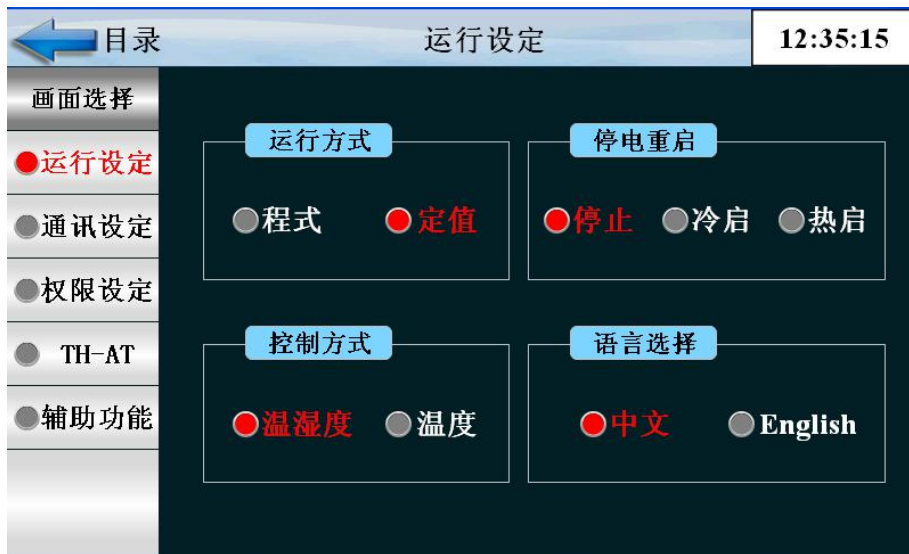 目录
运行设定
12:35:15
画面选择
运行设定
通讯设定
权限设定
TH-AT
辅助功能
运行方式
程式
定值
停电重启
停止
冷启
热启
控制方式
温湿度
温度
语言选择
中文
English